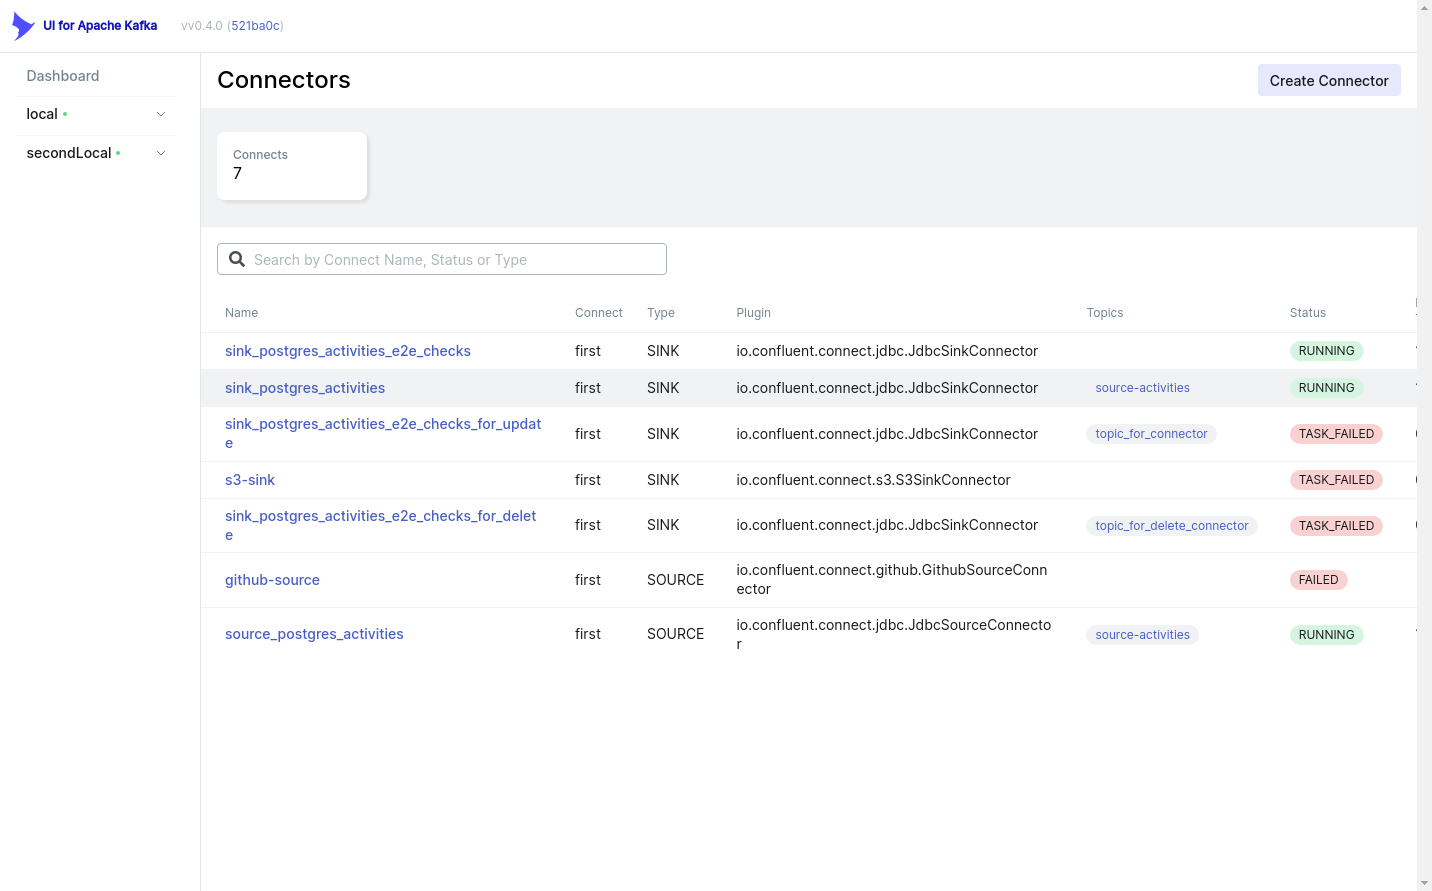 UI for Apache Kafka vv0.4.0 (521ba0c)
Dashboard
local
secondLocal
Connectors
Create Connector
Connects
7
Search by Connect Name, Status or Type
Name Connect Type Plugin Topics Status
sink_postgres_activities_e2e_checks first SINK io.confluent.connect.jdbc.JdbcSinkConnector RUNNING
sink_postgres_activities first SINK io.confluent.connect.jdbc.JdbcSinkConnector source-activities RUNNING
sink_postgres_activities_e2e_checks_for_updat
e
first SINK io.confluent.connect.jdbc.JdbcSinkConnector topic_for_connector TASK_FAILED
s3-sink first SINK io.confluent.connect.s3.S3SinkConnector TASK_FAILED
sink_postgres_activities_e2e_checks_for_delet
e
first SINK io.confluent.connect.jdbc.JdbcSinkConnector topic_for_delete_connector TASK_FAILED
github-source first SOURCE io.confluent.connect.github.GithubSourceConn
ector
FAILED
source_postgres_activities first SOURCE io.confluent.connect.jdbc.JdbcSourceConnecto
r
source-activities RUNNING